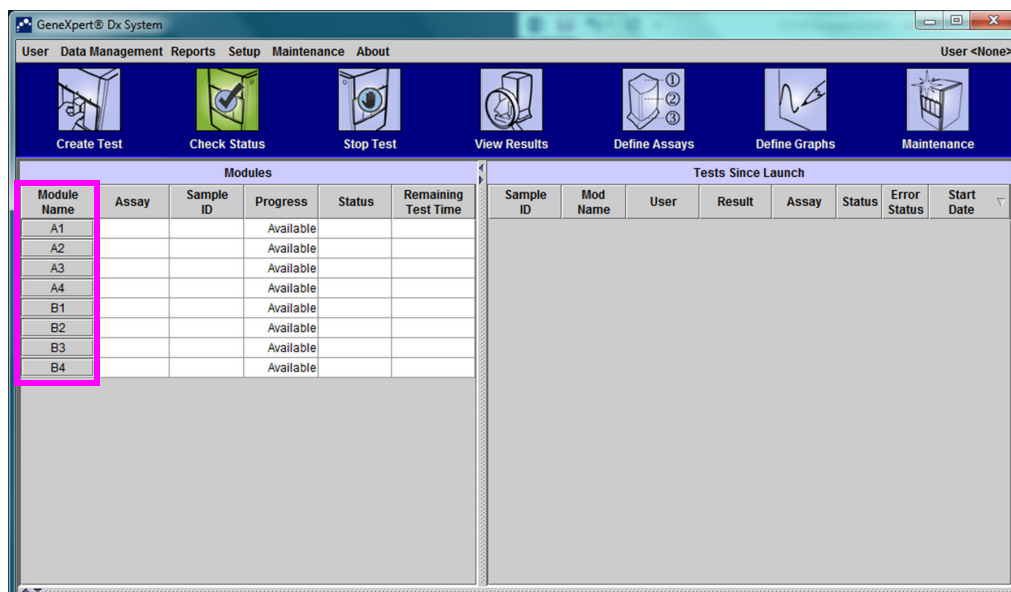 GeneXpert® Dx System
User Data Management Reports Setup Maintenance About User <None>
Create Test Check Status Stop Test View Results Define Assays Define Graphs Maintenance
①
②
③
Modules
Module Name Assay Sample ID Progress Status Remaining Test Time
A1 Available
A2 Available
A3 Available
A4 Available
B1 Available
B2 Available
B3 Available
B4 Available
Tests Since Launch
Sample ID Mod Name User Result Assay Status Error Status Start Date